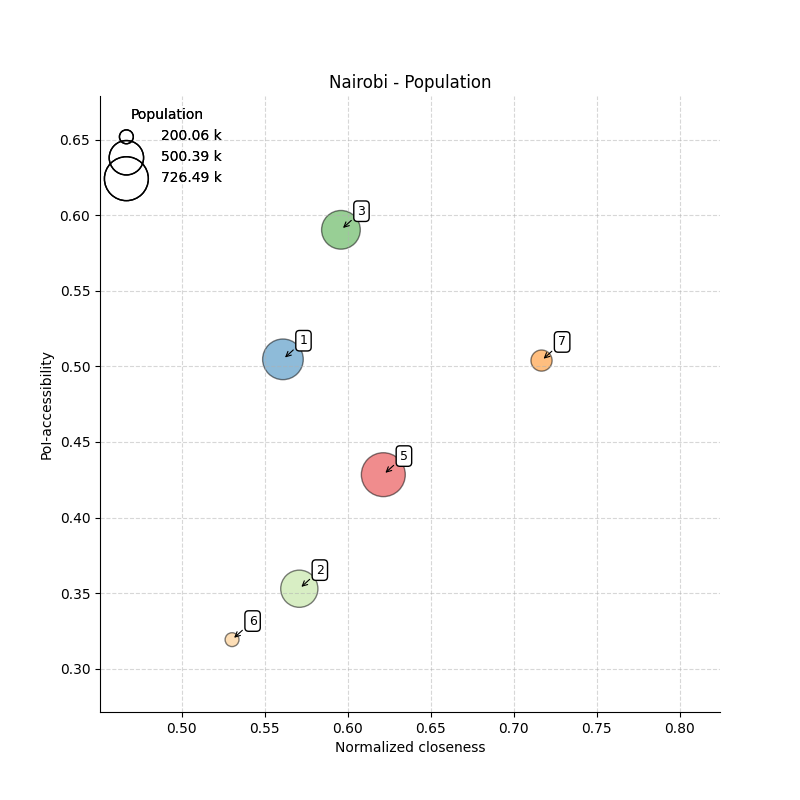 Nairobi - Population
Population
200.06 k
500.39 k
726.49 k
0.65
0.60
0.55
0.50
0.45
0.40
0.35
0.30
PoI-accessibility
3
1
7
5
2
6
0.50 0.55 0.60 0.65 0.70 0.75 0.80
Normalized closeness